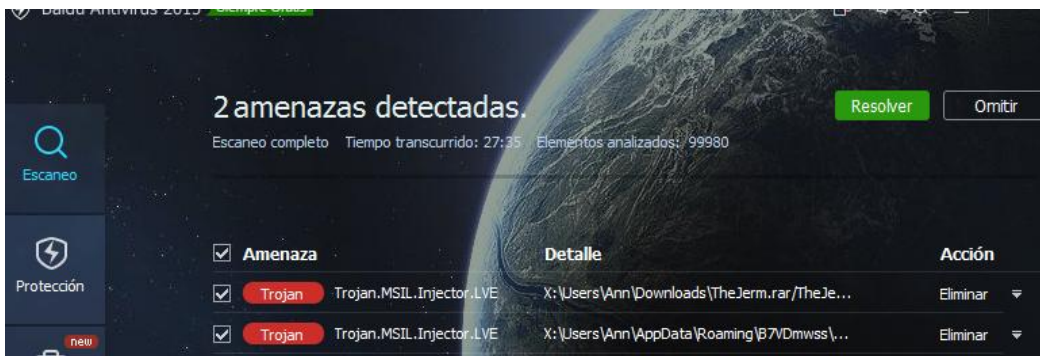 Baidu Antivirus 2015 Siempre Gratis
2 amenazas detectadas.
Resolver
Omitir
Escaneo completo Tiempo transcurrido: 27:35 Elementos analizados: 99980
Escaneo
Amenaza Detalle Acción
Trojan Trojan.MSIL.Injector.LVE X:\Users\Ann\Downloads\TheJerm.rar/TheJe... Eliminar
Protección
Trojan Trojan.MSIL.Injector.LVE X:\Users\Ann\AppData\Roaming\B7VDmwss\... Eliminar
new